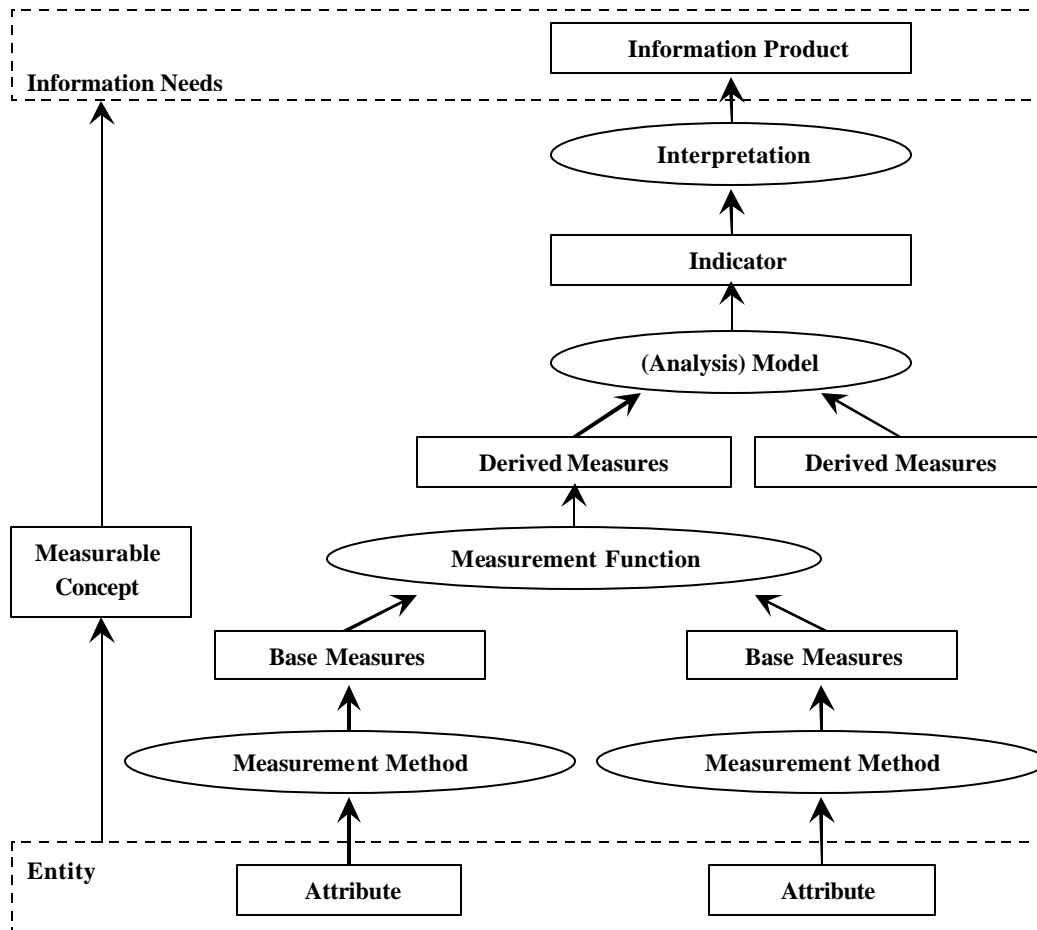 Information Product
Information Needs
Interpretation
Indicator
(Analysis) Model
Derived Measures
Derived Measures
Measurable
Concept
Measurement Function
Base Measures
Base Measures
Measurement Method
Measurement Method
Entity
Attribute
Attribute